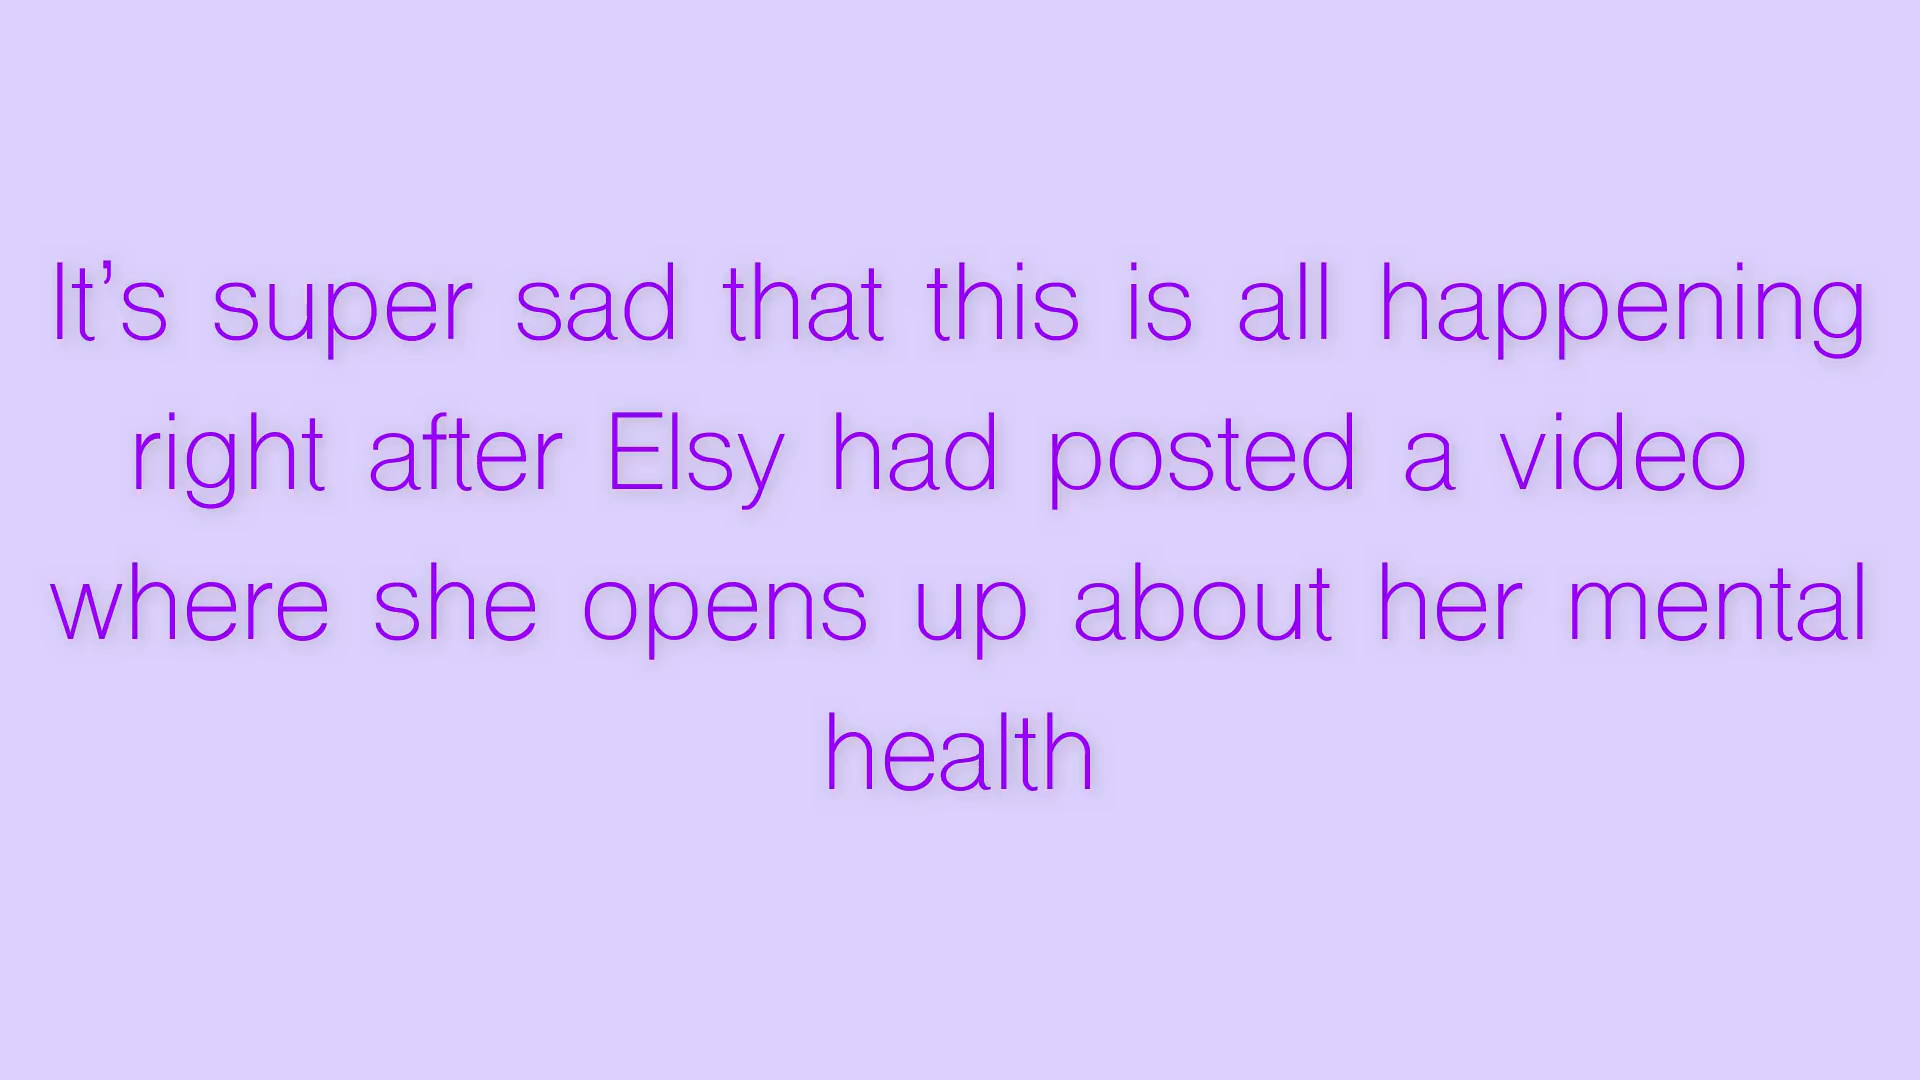 It’s super sad that this is all happening
right after Elsy had posted a video
where she opens up about her mental
health